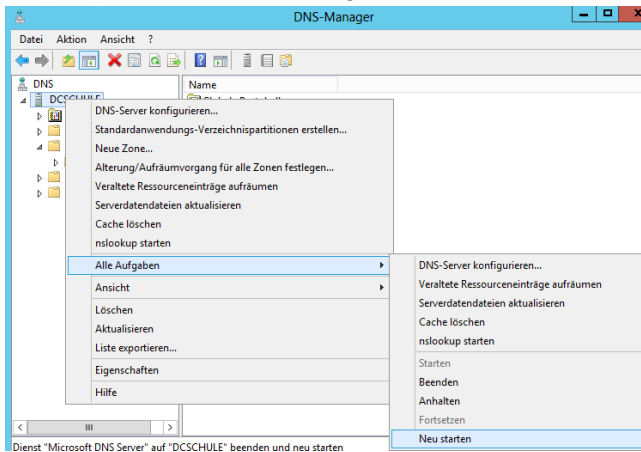 DNS-Manager
Datei Aktion Ansicht ?
DNS
DCSCHULE
Name
DNS-Server konfigurieren...
Standardanwendungs-Verzeichnispartitionen erstellen...
Neue Zone...
Alterung/Aufräumvorgang für alle Zonen festlegen...
Veraltete Ressourceneinträge aufräumen
Serverdatendateien aktualisieren
Cache löschen
nslookup starten
Alle Aufgaben
Ansicht
Löschen
Aktualisieren
Liste exportieren...
Eigenschaften
Hilfe
DNS-Server konfigurieren...
Veraltete Ressourceneinträge aufräumen
Serverdatendateien aktualisieren
Cache löschen
nslookup starten
Starten
Beenden
Anhalten
Fortsetzen
Neu starten
Dienst "Microsoft DNS Server" auf "DCSCHULE" beenden und neu starten